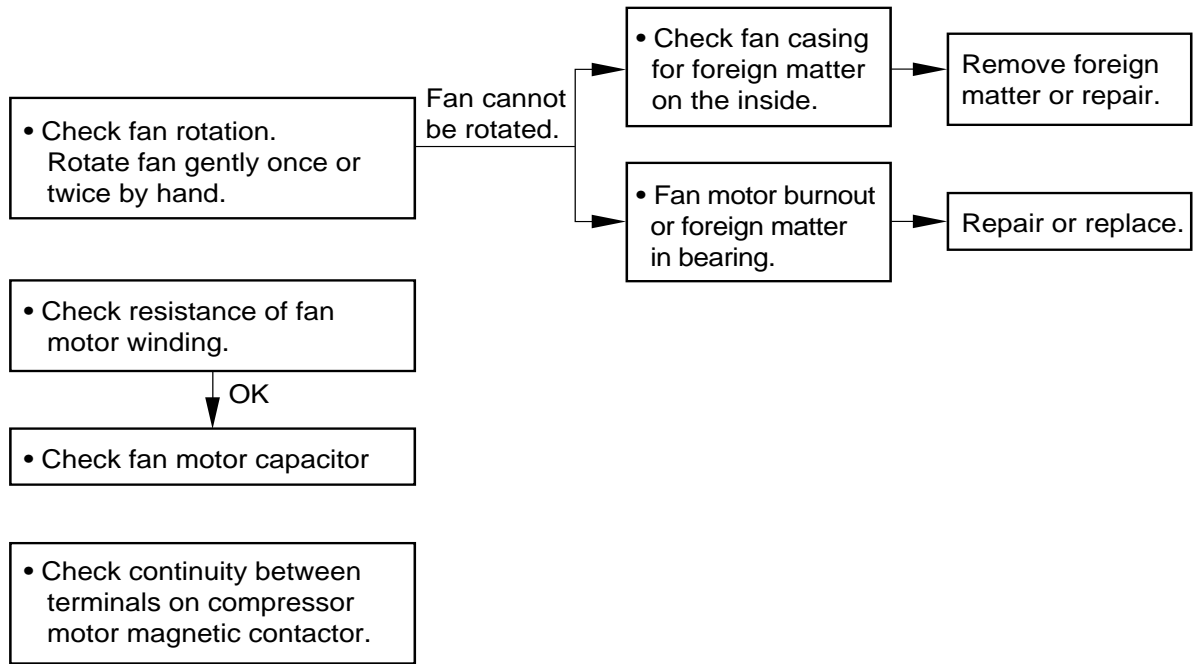 • Check fan rotation.
Rotate fan gently once or
twice by hand.
Fan cannot
be rotated.
• Check fan casing
for foreign matter
on the inside.
Remove foreign
matter or repair.
• Fan motor burnout
or foreign matter
in bearing.
Repair or replace.
• Check resistance of fan
motor winding.
OK
• Check fan motor capacitor
• Check continuity between
terminals on compressor
motor magnetic contactor.